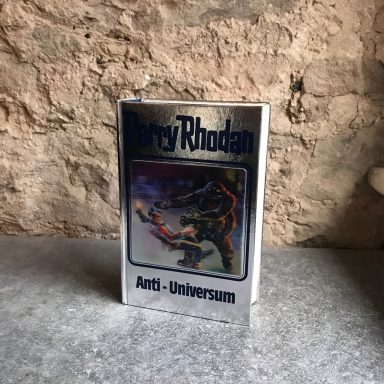 Perry Rhodan
Anti - Universum